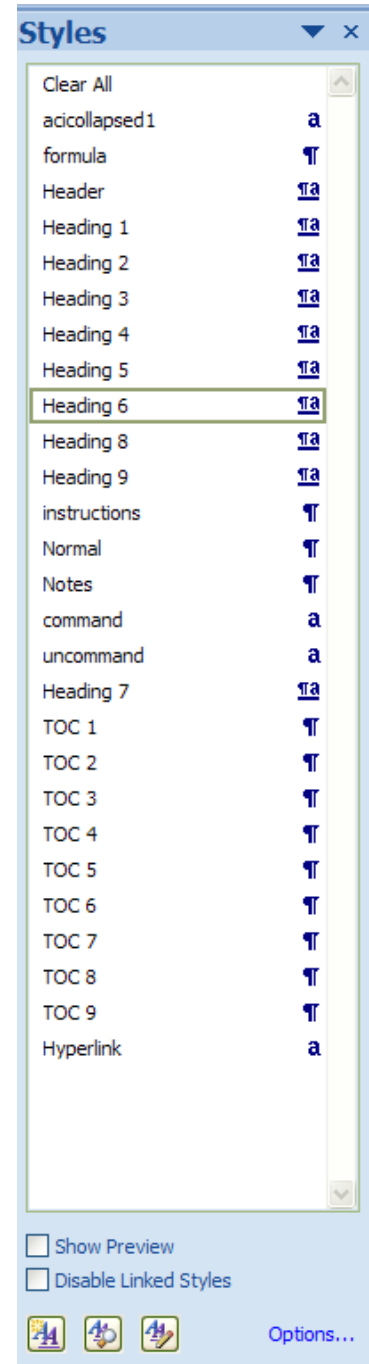 Styles
Clear All
acicollapsed1 a
formula ¶
Header ¶a
Heading 1 ¶a
Heading 2 ¶a
Heading 3 ¶a
Heading 4 ¶a
Heading 5 ¶a
Heading 6 ¶a
Heading 8 ¶a
Heading 9 ¶a
instructions ¶
Normal ¶
Notes ¶
command a
uncommand a
Heading 7 ¶a
TOC 1 ¶
TOC 2 ¶
TOC 3 ¶
TOC 4 ¶
TOC 5 ¶
TOC 6 ¶
TOC 7 ¶
TOC 8 ¶
TOC 9 ¶
Hyperlink a
Show Preview
Disable Linked Styles
Options...